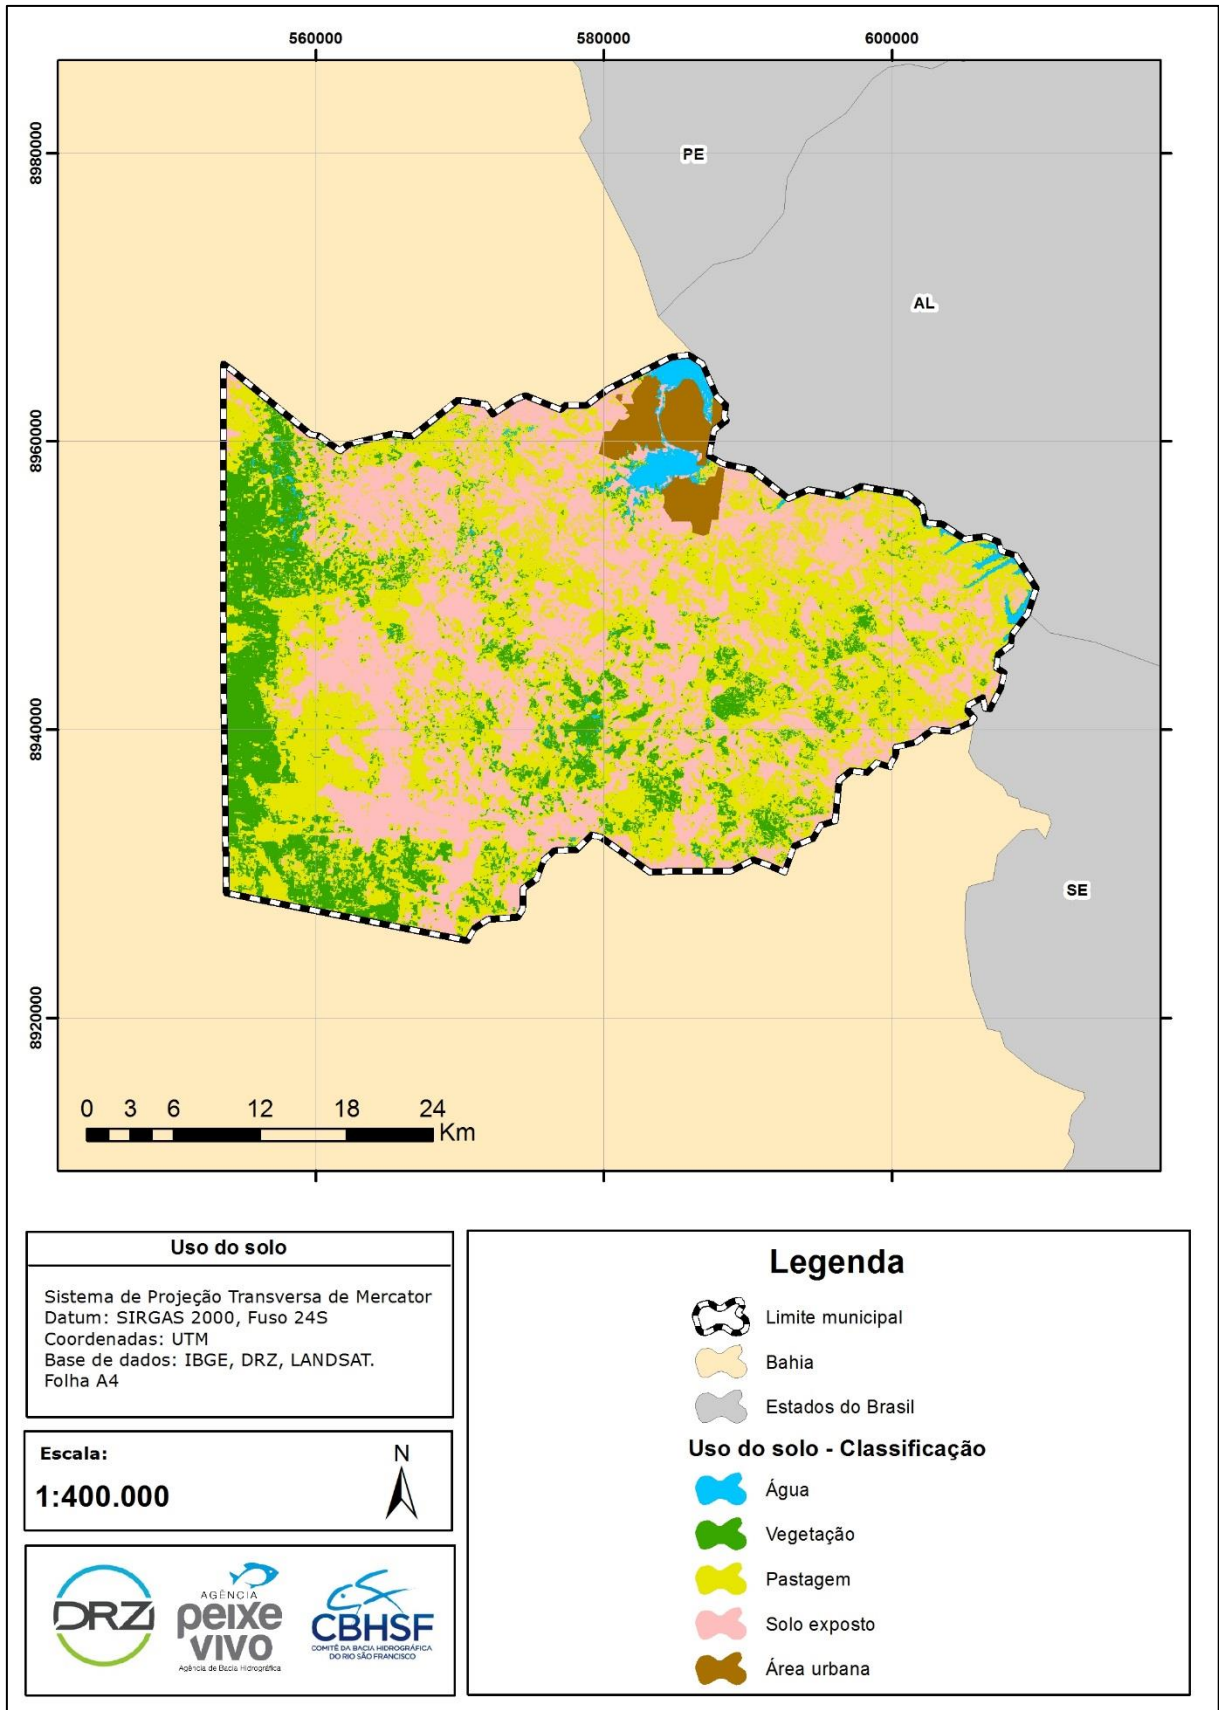 560000
580000
600000
8980000
PE
AL
8960000
8940000
SE
8920000
0 3 6 12 18 24
Km
Uso do solo
Sistema de Projeção Transversa de Mercator
Datum: SIRGAS 2000, Fuso 24S
Coordenadas: UTM
Base de dados: IBGE, DRZ, LANDSAT.
Folha A4
Escala:
1:400.000
N
DRZ
AGÊNCIA
peixe
vivo
Agência de Bacia Hidrográfica
CBHSF
COMITÊ DA BACIA HIDROGRÁFICA
DO RIO SÃO FRANCISCO
Legenda
Limite municipal
Bahia
Estados do Brasil
Uso do solo - Classificação
Água
Vegetação
Pastagem
Solo exposto
Área urbana